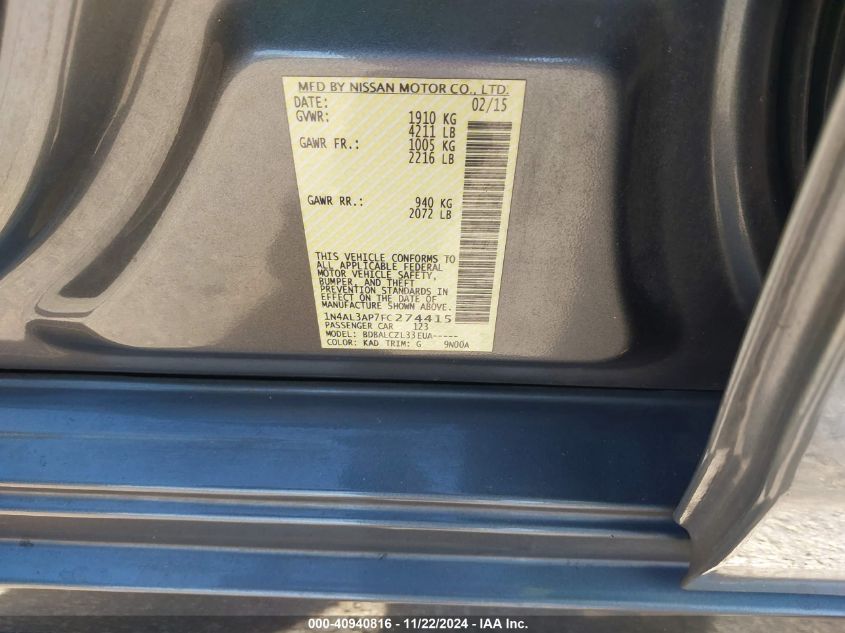 MFD BY NISSAN MOTOR CO., LTD.
DATE: 02/15
GVWR: 1910 KG
4211 LB
GAWR FR.: 1005 KG
2216 LB
GAWR RR.: 940 KG
2072 LB
THIS VEHICLE CONFORMS TO
ALL APPLICABLE FEDERAL
MOTOR VEHICLE SAFETY,
BUMPER, AND THEFT
PREVENTION STANDARDS IN
EFFECT ON THE DATE OF
MANUFACTURE SHOWN ABOVE.
1N4AL3AP7FC274415
PASSENGER CAR 123
MODEL: BDBALCZL33EUA-----
COLOR: KAD TRIM: G 9N00A
000-40940816 - 11/22/2024 - IAA Inc.